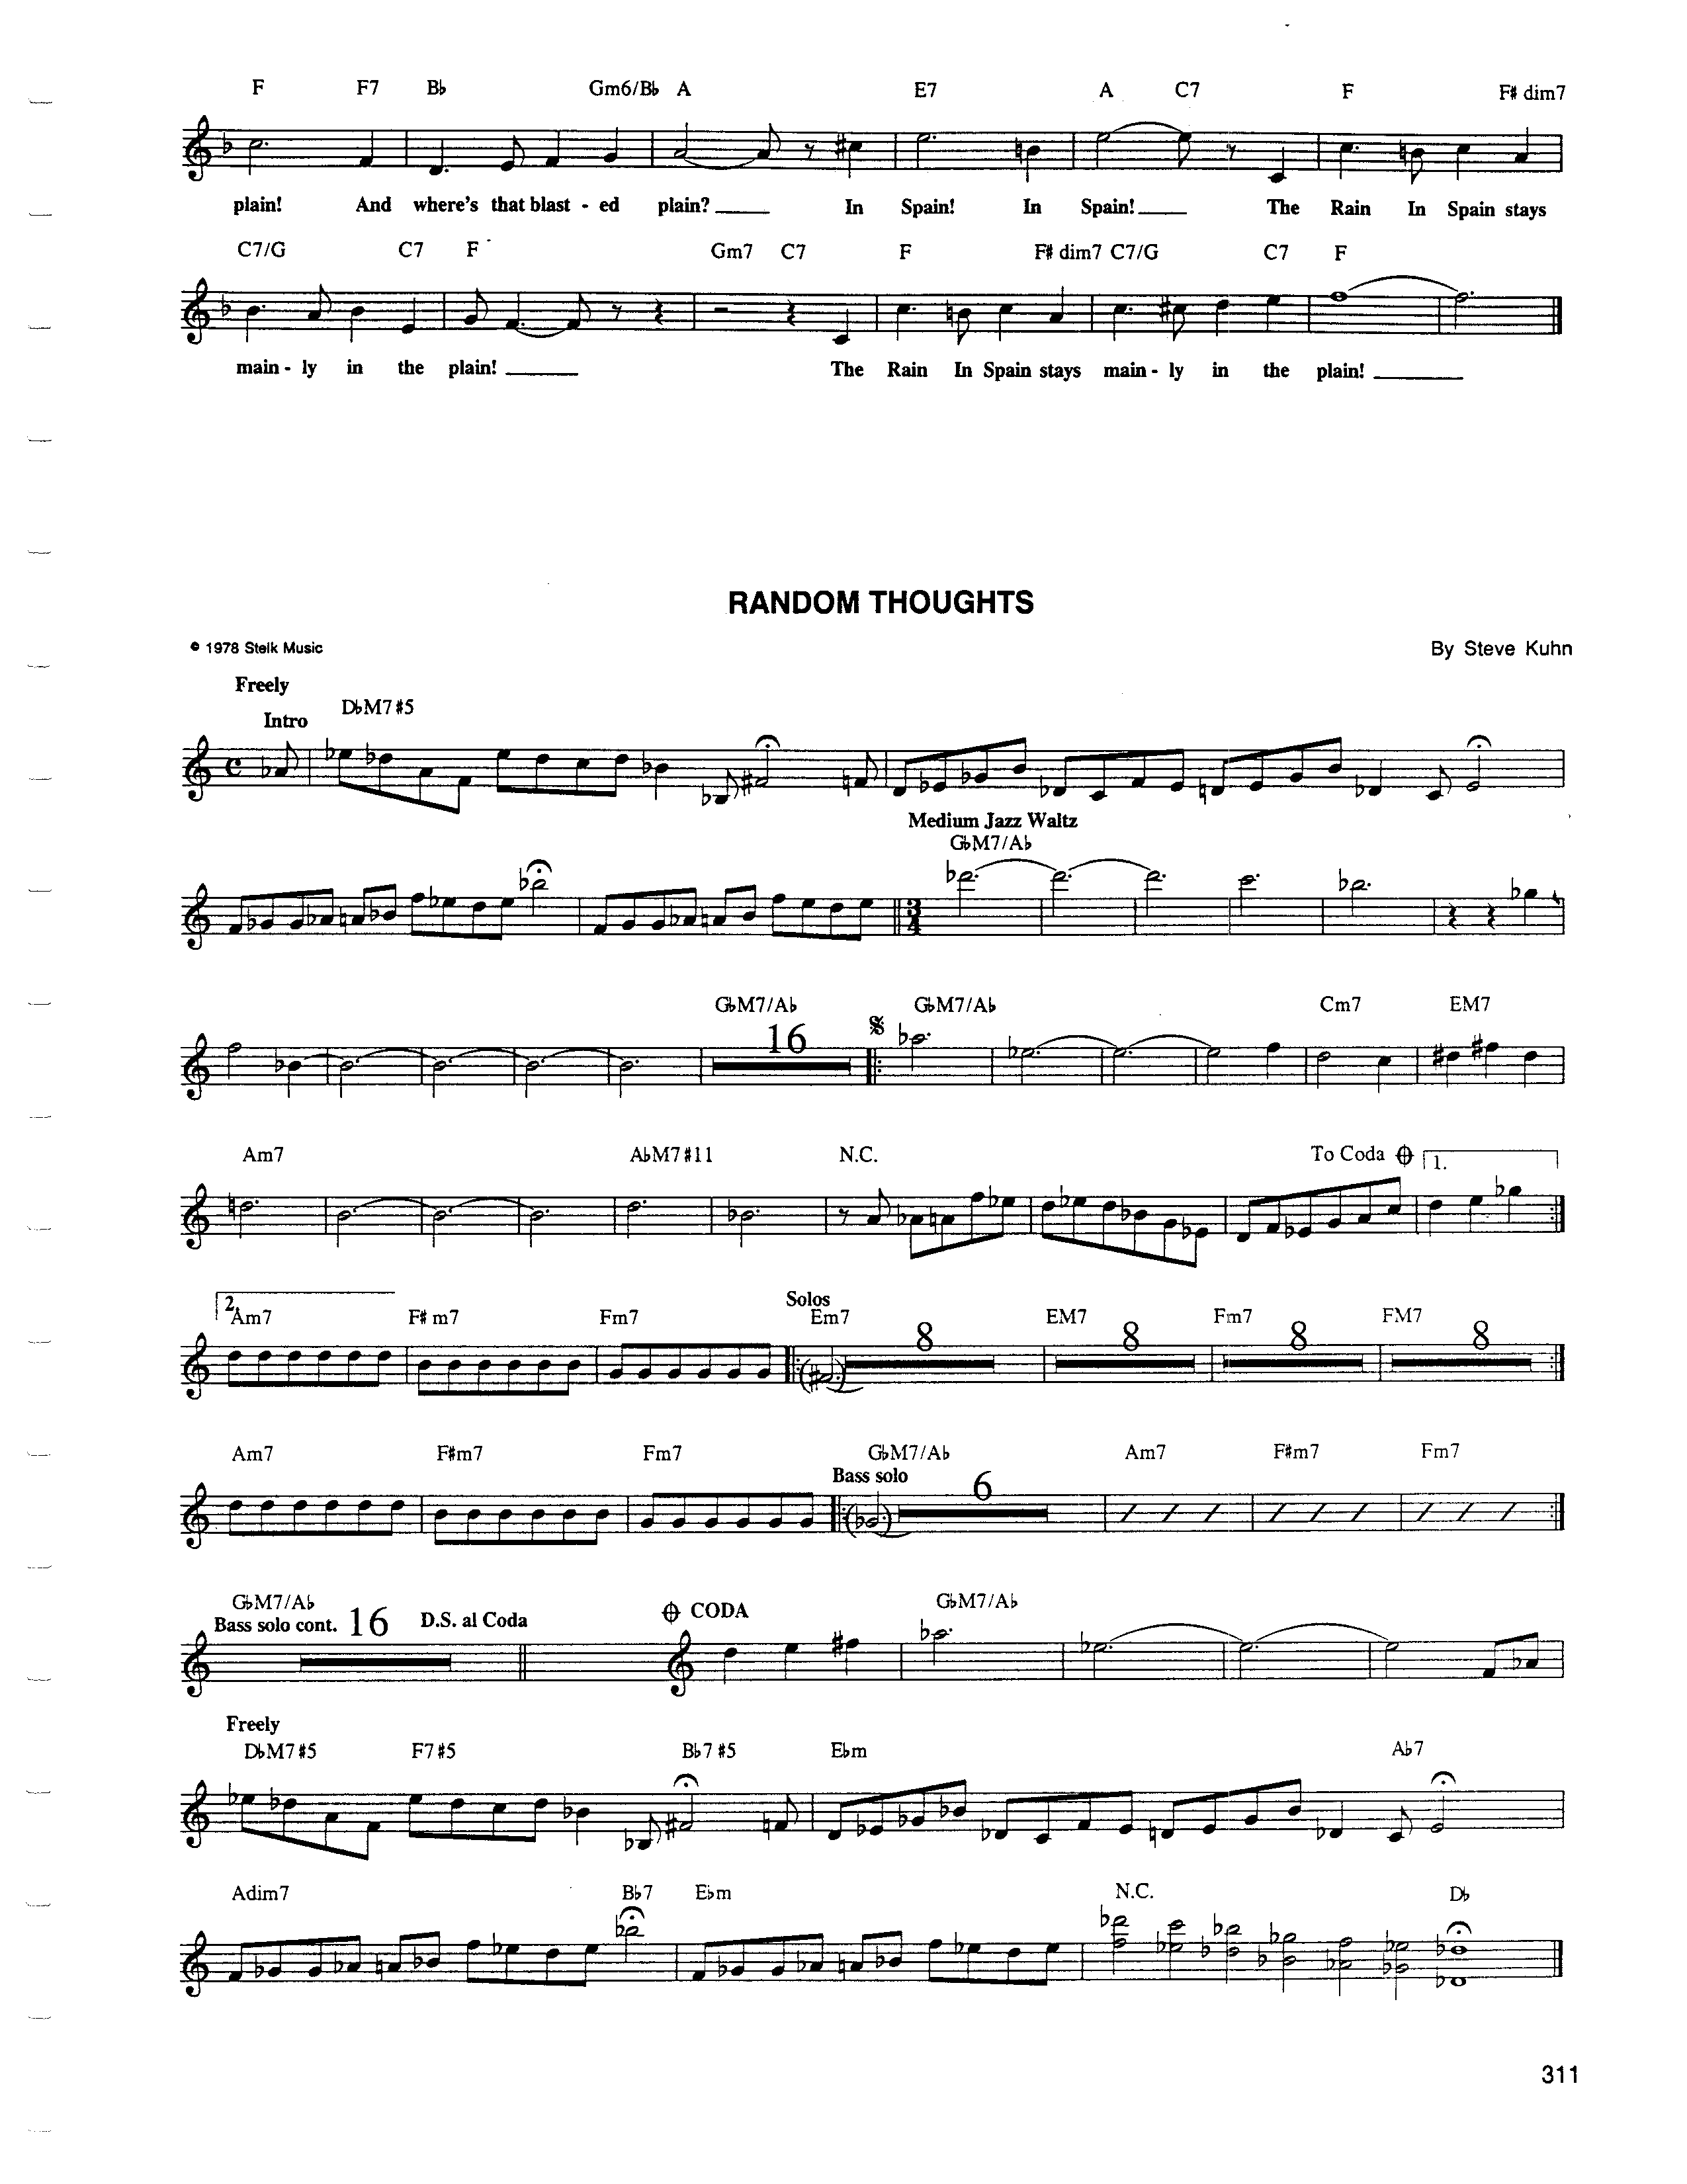 F F7 B♭ Gm6/B♭ A E7 A C7 F F♯ dim7
plain! And where's that blast - ed plain? In Spain! In Spain! The Rain In Spain stays
C7/G C7 F Gm7 C7 F F♯ dim7 C7/G C7 F
main - ly in the plain! The Rain In Spain stays main - ly in the plain!
RANDOM THOUGHTS
© 1978 Stelk Music By Steve Kuhn
Freely
Intro D♭M7♯5
Medium Jazz Waltz
G♭M7/A♭
3
4
G♭M7/A♭ G♭M7/A♭ Cm7 EM7
16
Am7 A♭M7♯11 N.C. To Coda 1.
2. Solos
Am7 F♯m7 Fm7 Em7 EM7 Fm7 FM7
8 8 8 8
Am7 F♯m7 Fm7 G♭M7/A♭ Am7 F♯m7 Fm7
Bass solo 6
G♭M7/A♭ CODA G♭M7/A♭
Bass solo cont. 16 D.S. al Coda
Freely
D♭M7♯5 F7♯5 B♭7♯5 E♭m A♭7
Adim7 B♭7 E♭m N.C. D♭
311